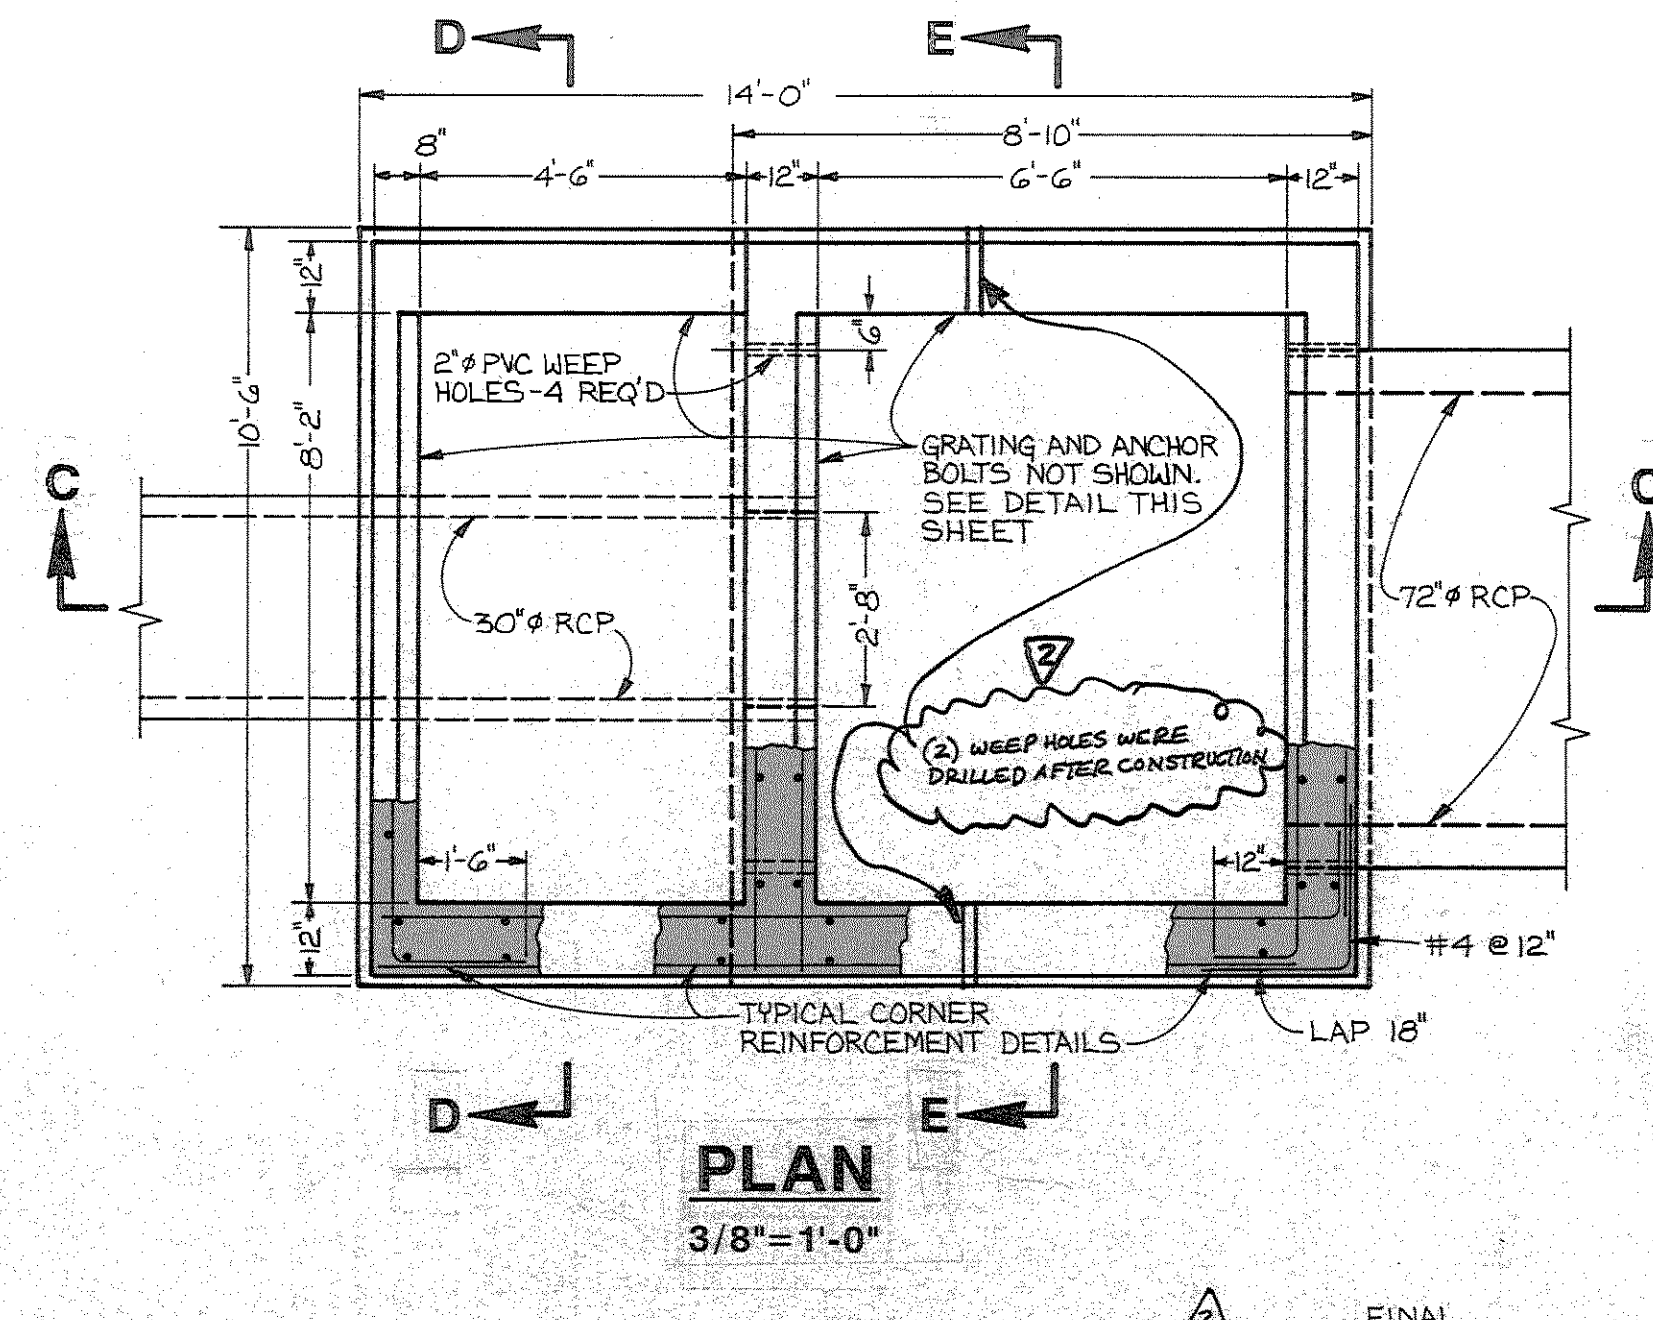 D
E
14'-0"
8'-10"
8"
4'-6"
12"
6'-6"
12"
12"
6"
2"ø PVC WEEP
HOLES-4 REQ'D
10'-6"
8'-2"
GRATING AND ANCHOR
BOLTS NOT SHOWN.
SEE DETAIL THIS
SHEET
C
C
30"ø RCP
2'-8"
72"ø RCP
2
(2) WEEP HOLES WERE
DRILLED AFTER CONSTRUCTION
1'-6"
12"
12"
#4 @ 12"
TYPICAL CORNER
REINFORCEMENT DETAILS
LAP 18"
D
E
PLAN
3/8"=1'-0"
2
FINAL